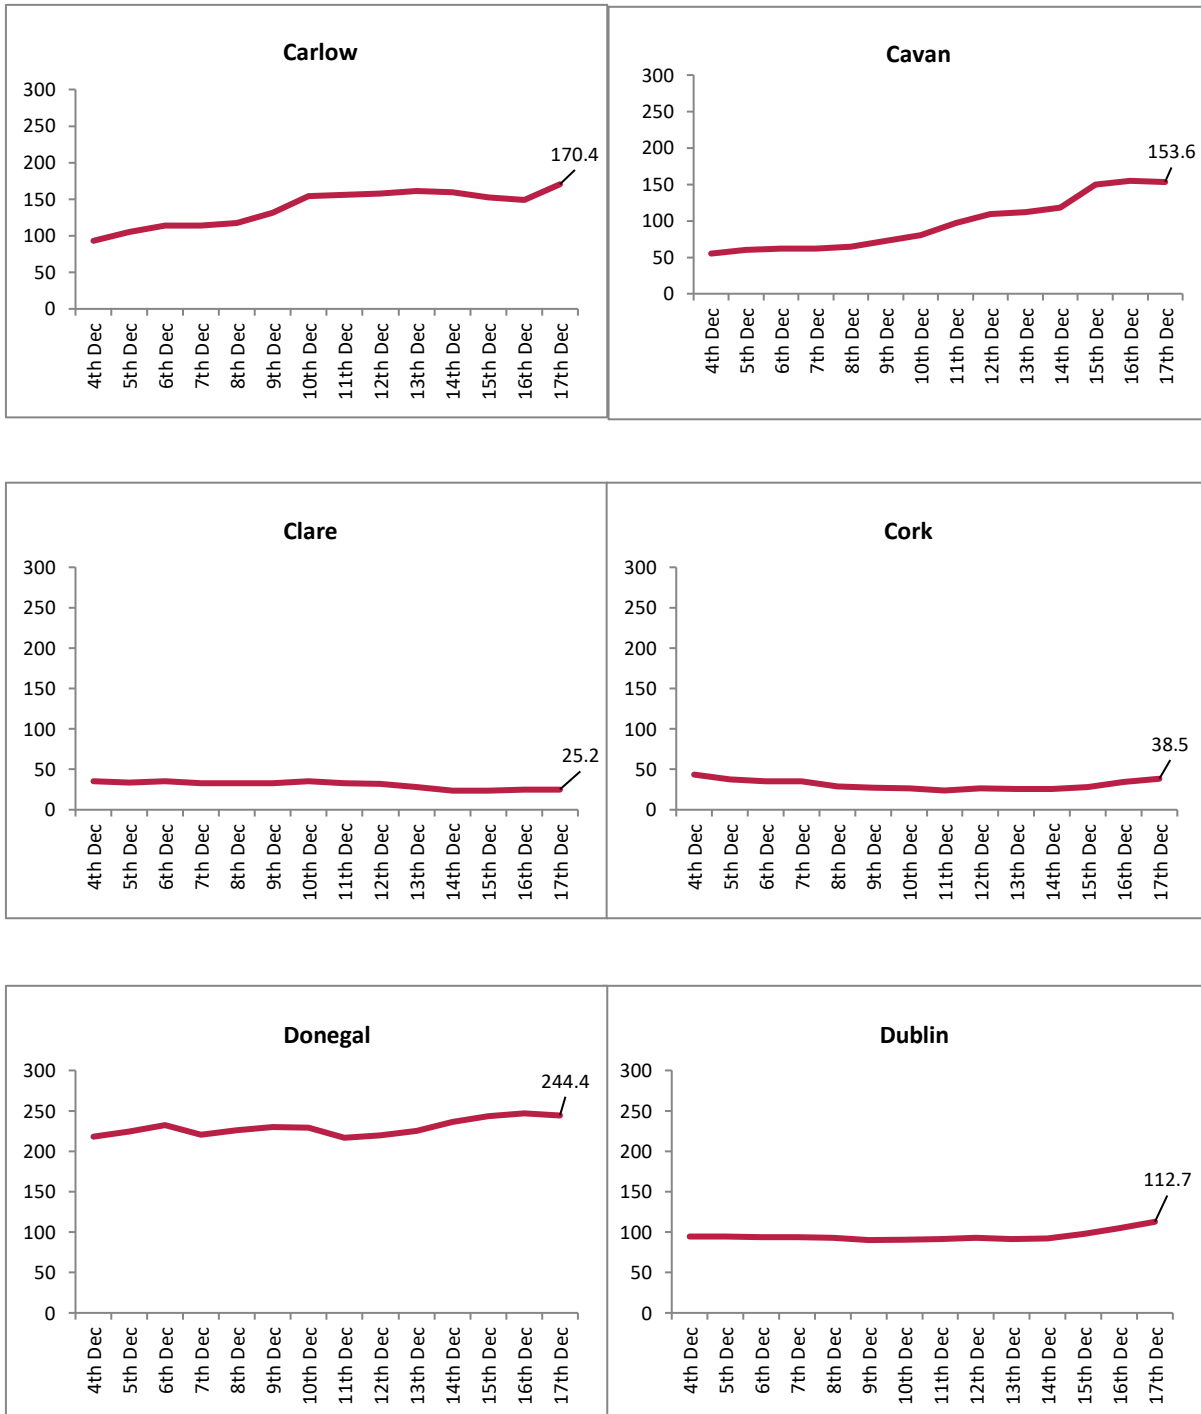 Carlow
300
250
200
150
100
50
0
170.4
4th Dec
5th Dec
6th Dec
7th Dec
8th Dec
9th Dec
10th Dec
11th Dec
12th Dec
13th Dec
14th Dec
15th Dec
16th Dec
17th Dec
Cavan
300
250
200
150
100
50
0
153.6
4th Dec
5th Dec
6th Dec
7th Dec
8th Dec
9th Dec
10th Dec
11th Dec
12th Dec
13th Dec
14th Dec
15th Dec
16th Dec
17th Dec
Clare
300
250
200
150
100
50
0
25.2
4th Dec
5th Dec
6th Dec
7th Dec
8th Dec
9th Dec
10th Dec
11th Dec
12th Dec
13th Dec
14th Dec
15th Dec
16th Dec
17th Dec
Cork
300
250
200
150
100
50
0
38.5
4th Dec
5th Dec
6th Dec
7th Dec
8th Dec
9th Dec
10th Dec
11th Dec
12th Dec
13th Dec
14th Dec
15th Dec
16th Dec
17th Dec
Donegal
300
250
200
150
100
50
0
244.4
4th Dec
5th Dec
6th Dec
7th Dec
8th Dec
9th Dec
10th Dec
11th Dec
12th Dec
13th Dec
14th Dec
15th Dec
16th Dec
17th Dec
Dublin
300
250
200
150
100
50
0
112.7
4th Dec
5th Dec
6th Dec
7th Dec
8th Dec
9th Dec
10th Dec
11th Dec
12th Dec
13th Dec
14th Dec
15th Dec
16th Dec
17th Dec